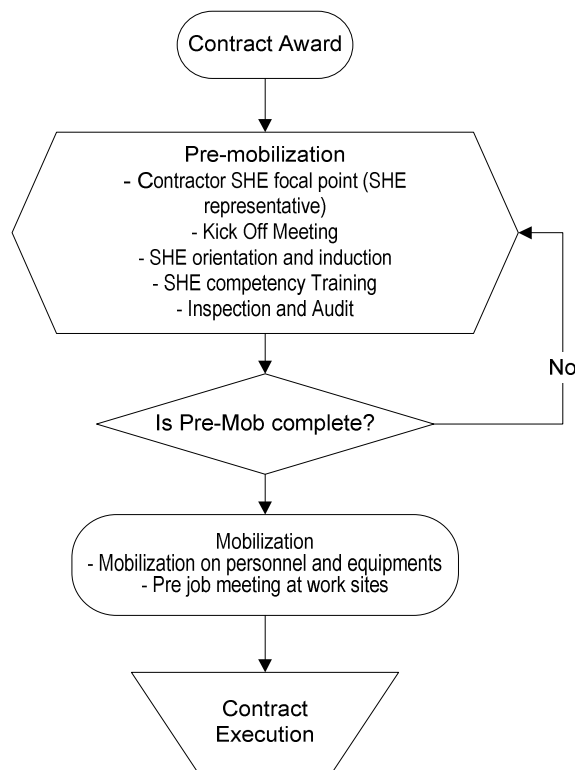 Contract Award
Pre-mobilization
- Contractor SHE focal point (SHE
representative)
- Kick Off Meeting
- SHE orientation and induction
- SHE competency Training
- Inspection and Audit
No
Is Pre-Mob complete?
Mobilization
- Mobilization on personnel and equipments
- Pre job meeting at work sites
Contract
Execution